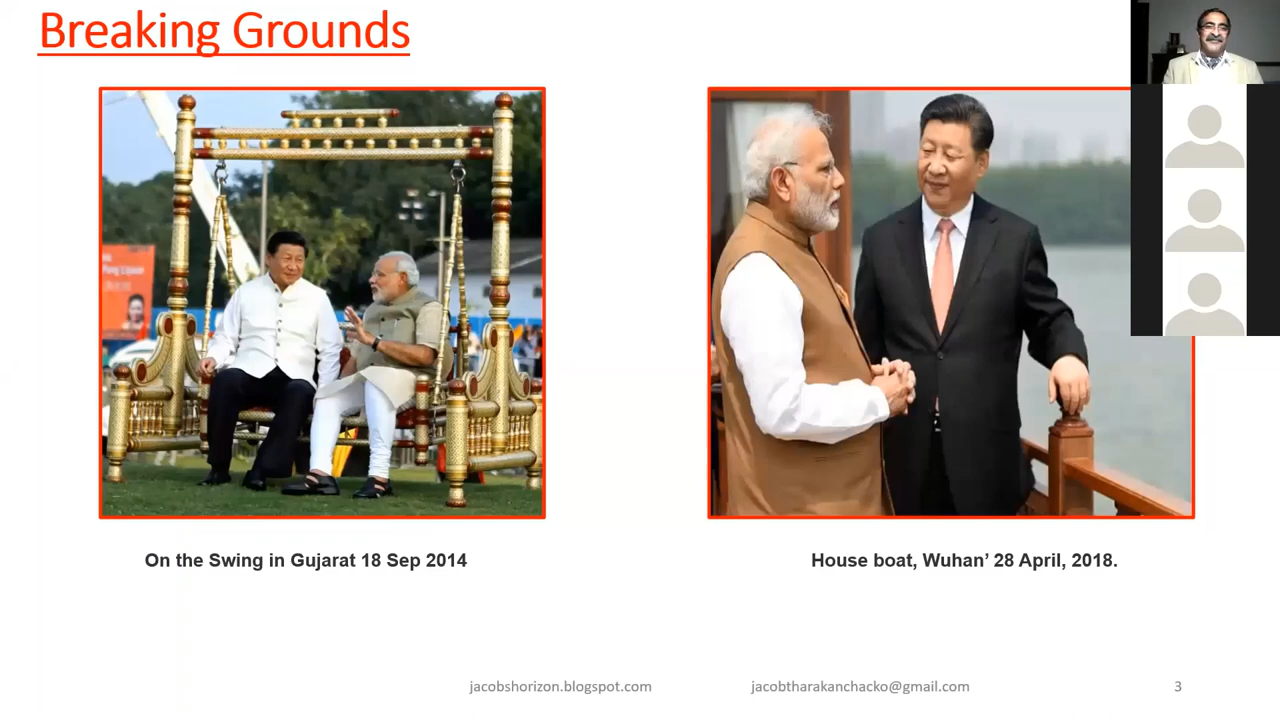 Breaking Grounds
On the Swing in Gujarat 18 Sep 2014
House boat, Wuhan’ 28 April, 2018.
jacobshorizon.blogspot.com
jacobtharakanchacko@gmail.com
3